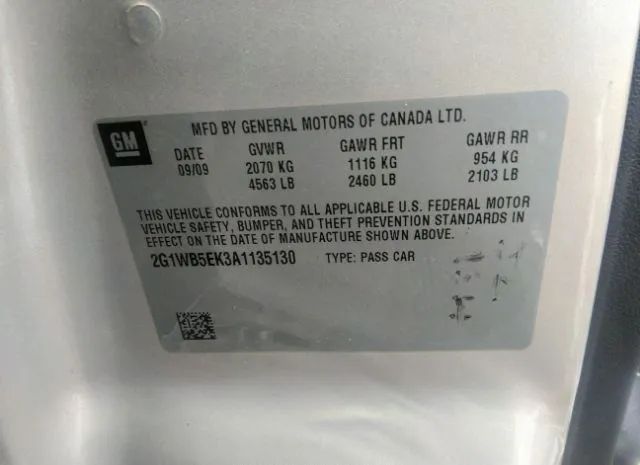 GM
MFD BY GENERAL MOTORS OF CANADA LTD.
DATE GVWR GAWR FRT GAWR RR
09/09 2070 KG 1116 KG 954 KG
4563 LB 2460 LB 2103 LB
THIS VEHICLE CONFORMS TO ALL APPLICABLE U.S. FEDERAL MOTOR
VEHICLE SAFETY, BUMPER, AND THEFT PREVENTION STANDARDS IN
EFFECT ON THE DATE OF MANUFACTURE SHOWN ABOVE.
2G1WB5EK3A1135130 TYPE: PASS CAR